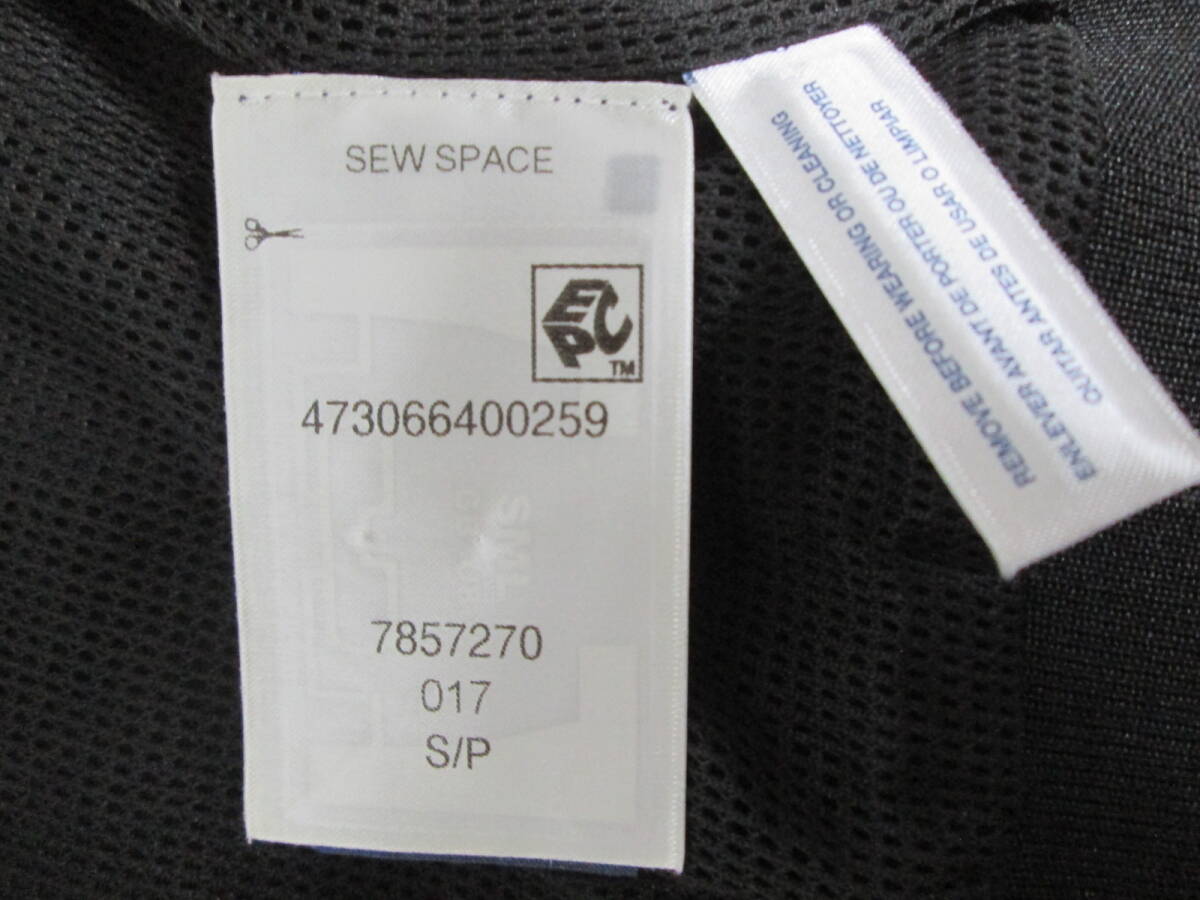 SEW SPACE
EPC
TM
473066400259
SML
7857270
017
S/P
REMOVE BEFORE WEARING OR CLEANING
ENLEVER AVANT DE PORTER OU DE NETTOYER
QUITAR ANTES DE USAR O LIMPIAR